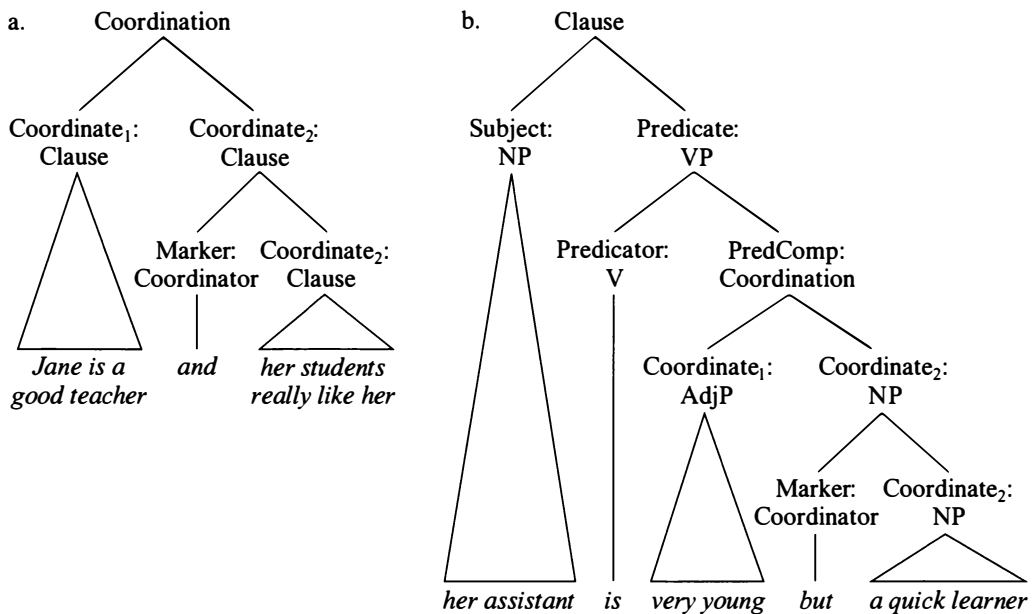 a.
Coordination
Coordinate₁:
Clause
Coordinate₂:
Clause
Marker:
Coordinator
Coordinate₂:
Clause
Jane is a
good teacher
and
her students
really like her
b.
Clause
Subject:
NP
Predicate:
VP
Predicator:
V
PredComp:
Coordination
Coordinate₁:
AdjP
Coordinate₂:
NP
Marker:
Coordinator
Coordinate₂:
NP
her assistant is very young but a quick learner